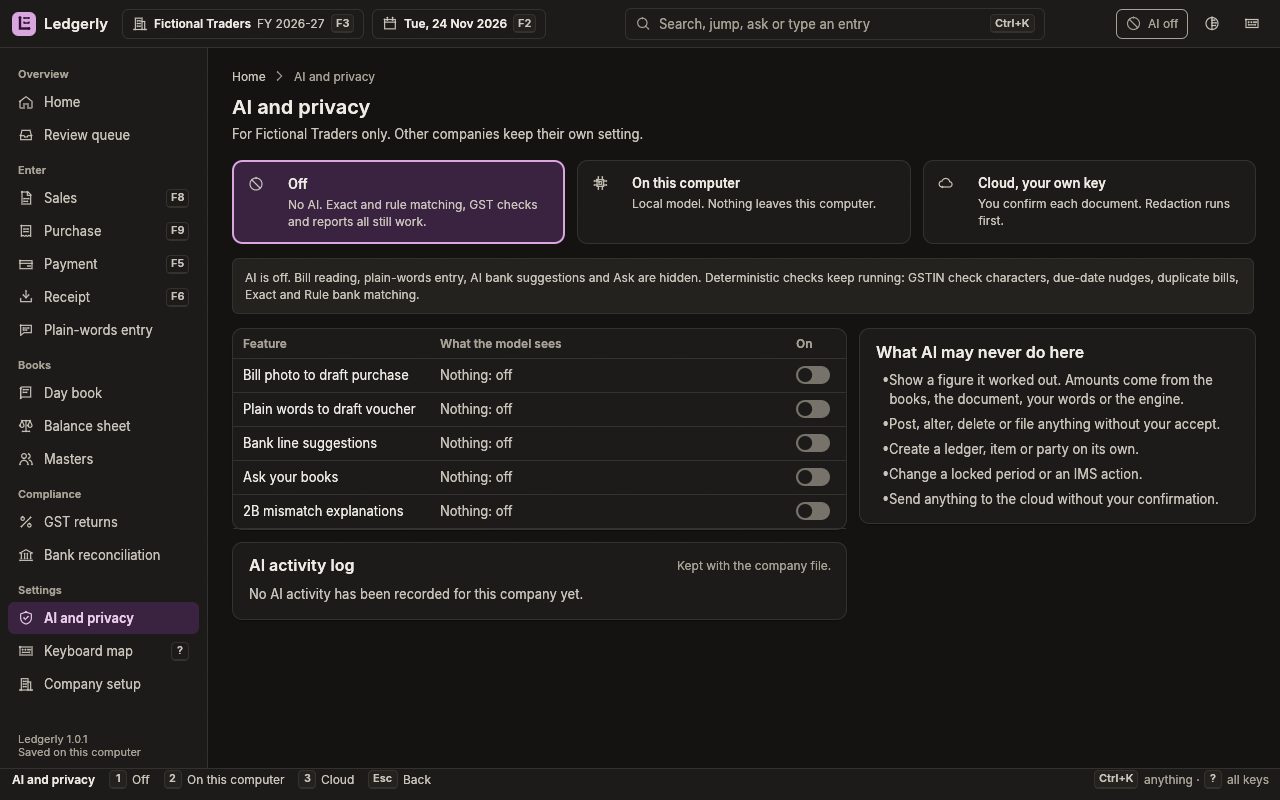 Ledgerly
Fictional Traders FY 2026-27 F3
Tue, 24 Nov 2026 F2
Search, jump, ask or type an entry Ctrl+K
AI off
Overview
Home
Review queue
Enter
Sales F8
Purchase F9
Payment F5
Receipt F6
Plain-words entry
Books
Day book
Balance sheet
Masters
Compliance
GST returns
Bank reconciliation
Settings
AI and privacy
Keyboard map ?
Company setup
Ledgerly 1.0.1
Saved on this computer
Home > AI and privacy
AI and privacy
For Fictional Traders only. Other companies keep their own setting.
Off
No AI. Exact and rule matching, GST checks
and reports all still work.
On this computer
Local model. Nothing leaves this computer.
Cloud, your own key
You confirm each document. Redaction runs
first.
AI is off. Bill reading, plain-words entry, AI bank suggestions and Ask are hidden. Deterministic checks keep running: GSTIN check characters, due-date nudges, duplicate bills,
Exact and Rule bank matching.
Feature What the model sees On
Bill photo to draft purchase Nothing: off
Plain words to draft voucher Nothing: off
Bank line suggestions Nothing: off
Ask your books Nothing: off
2B mismatch explanations Nothing: off
What AI may never do here
•Show a figure it worked out. Amounts come from the
books, the document, your words or the engine.
•Post, alter, delete or file anything without your accept.
•Create a ledger, item or party on its own.
•Change a locked period or an IMS action.
•Send anything to the cloud without your confirmation.
AI activity log Kept with the company file.
No AI activity has been recorded for this company yet.
AI and privacy 1 Off 2 On this computer 3 Cloud Esc Back
Ctrl+K anything · ? all keys